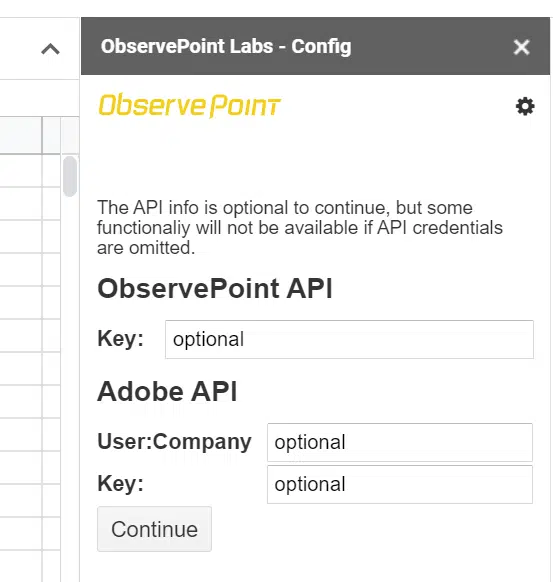 ObservePoint Labs - Config
ObservePoint
The API info is optional to continue, but some
functionaliy will not be available if API credentials
are omitted.
ObservePoint API
Key: optional
Adobe API
User:Company optional
Key: optional
Continue